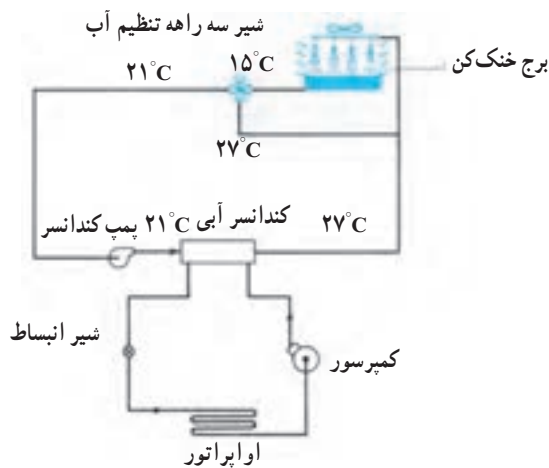 شیر سه راهه تنظیم آب
برج خنک‌کن
۱۵°C
۲۱°C
۲۷°C
کندانسر آبی
۲۷°C
۲۱°C
پمپ کندانسر
شیر انبساط
کمپرسور
اواپراتور